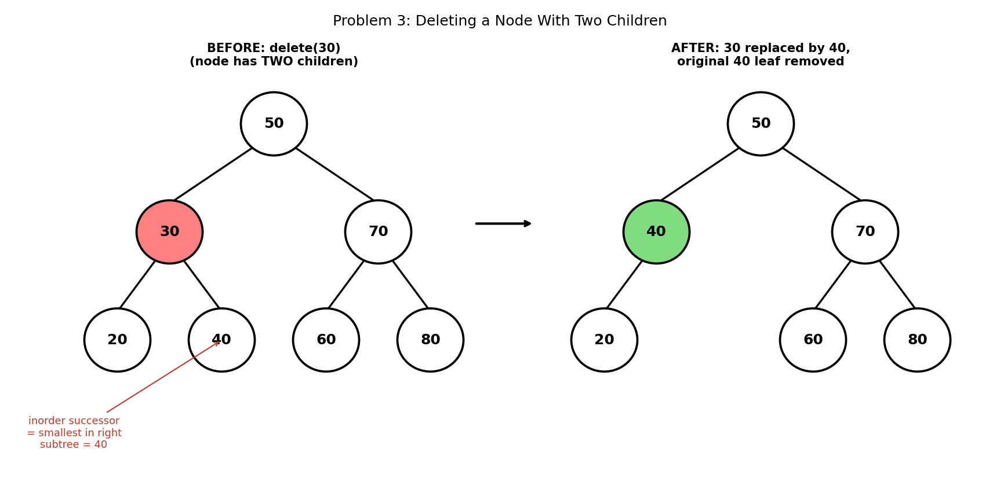 Problem 3: Deleting a Node With Two Children
BEFORE: delete(30)
(node has TWO children)
50
30
70
20
40
60
80
inorder successor
= smallest in right
subtree = 40
AFTER: 30 replaced by 40,
original 40 leaf removed
50
40
70
20
60
80